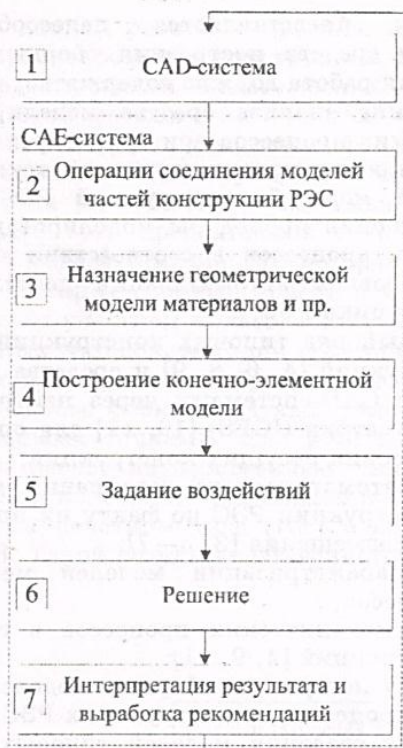 1
CAD-система
CAE-система
2
Операции соединения моделей
частей конструкции РЭС
3
Назначение геометрической
модели материалов и пр.
4
Построение конечно-элементной
модели
5
Задание воздействий
6
Решение
7
Интерпретация результата и
выработка рекомендаций